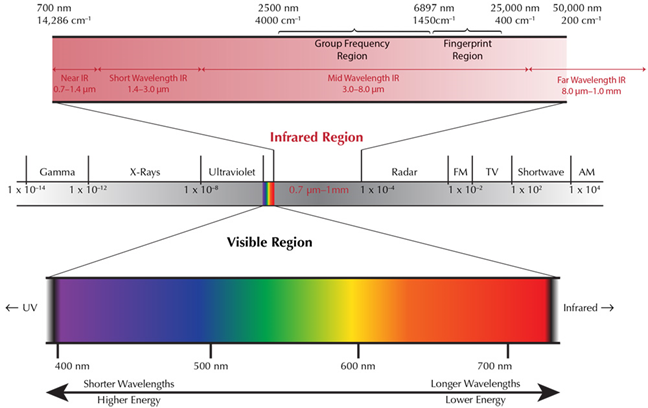 700 nm 2500 nm 6897 nm 25,000 nm 50,000 nm
14,286 cm⁻¹ 4000 cm⁻¹ 1450cm⁻¹ 400 cm⁻¹ 200 cm⁻¹
Group Frequency Fingerprint
Region Region
Near IR Short Wavelength IR Mid Wavelength IR Far Wavelength IR
0.7–1.4 µm 1.4–3.0 µm 3.0–8.0 µm 8.0 µm–1.0 mm
Infrared Region
Gamma X-Rays Ultraviolet Radar FM TV Shortwave AM
1 x 10⁻¹⁴ 1 x 10⁻¹² 1 x 10⁻⁸ 0.7 µm–1mm 1 x 10⁻⁴ 1 x 10⁻² 1 x 10² 1 x 10⁴
Visible Region
← UV Infrared →
400 nm 500 nm 600 nm 700 nm
Shorter Wavelengths Longer Wavelengths
Higher Energy Lower Energy